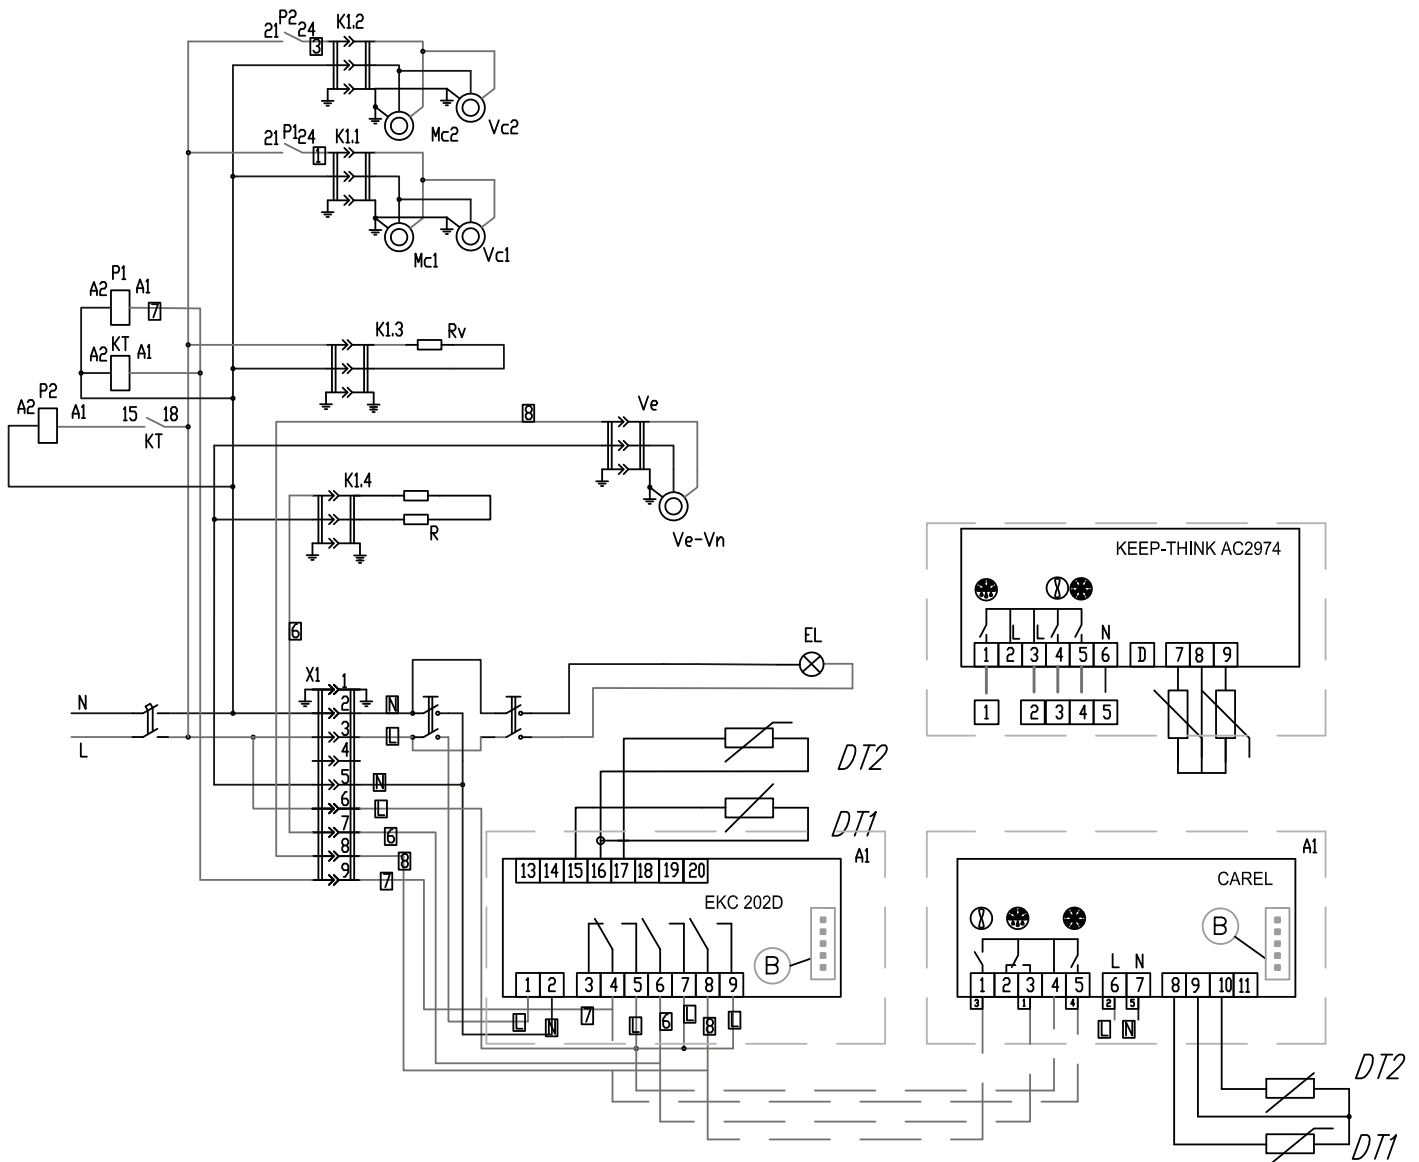 P2
21 24
3
K1.2
Mc2
Vc2
21 P1 24
1
K1.1
Mc1
Vc1
P1
A2 A1
7
KT
A2 A1
P2
A2 A1
15 18
KT
K1.3
Rv
8
Ve
Ve-Vn
K1.4
R
6
EL
N
L
X1
1
2
3
4
5
6
7
8
9
N
L
N
L
6
8
7
DT2
DT1
A1
13 14 15 16 17 18 19 20
EKC 202D
B
1 2 3 4 5 6 7 8 9
L N 7 L 6 L 8 L
KEEP-THINK AC2974
L L N
1 2 3 4 5 6 D 7 8 9
1 2 3 4 5
A1
CAREL
B
L N
1 2 3 4 5 6 7 8 9 10 11
3 1 4 2 5
L N
DT2
DT1